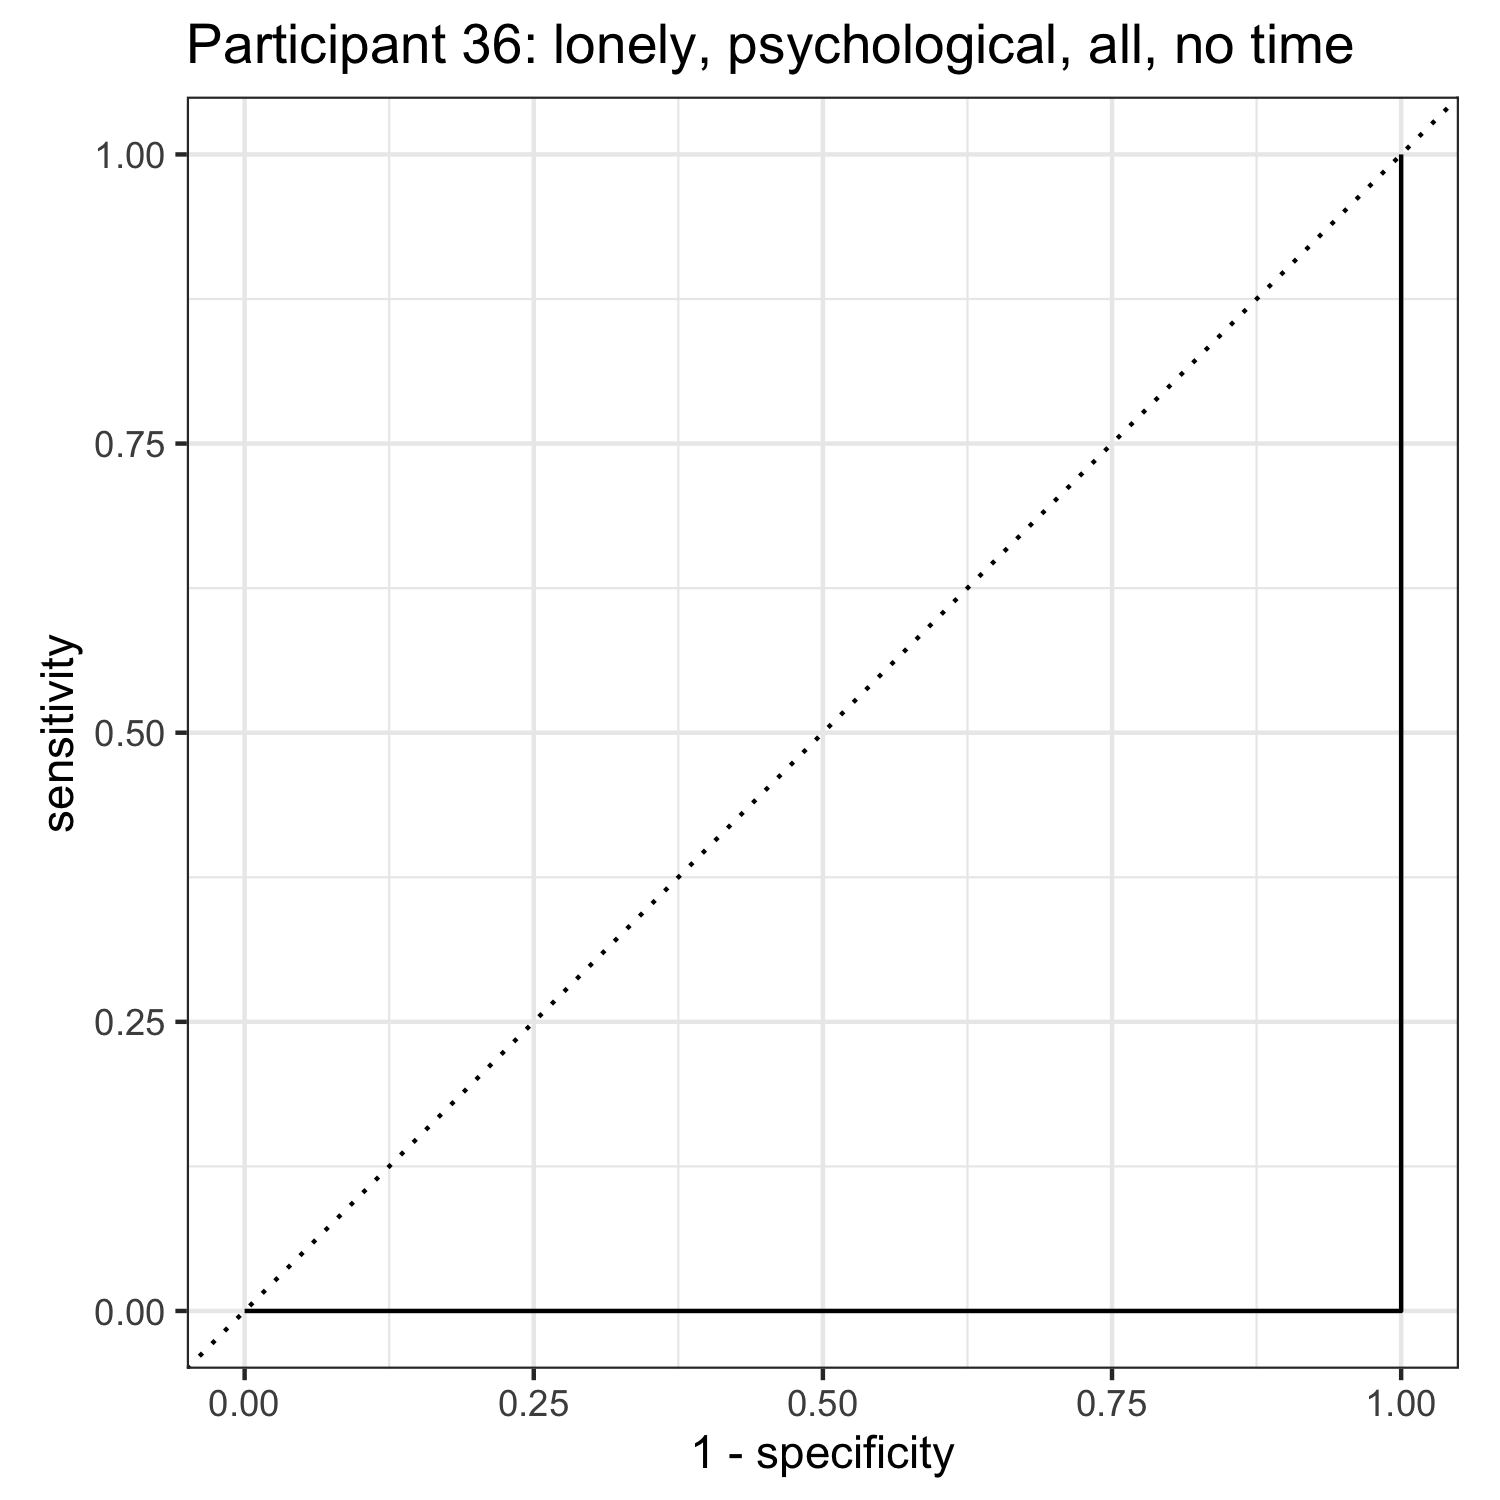 Participant 36: lonely, psychological, all, no time
1.00
0.75
0.50
0.25
0.00
sensitivity
0.00 0.25 0.50 0.75 1.00
1 - specificity